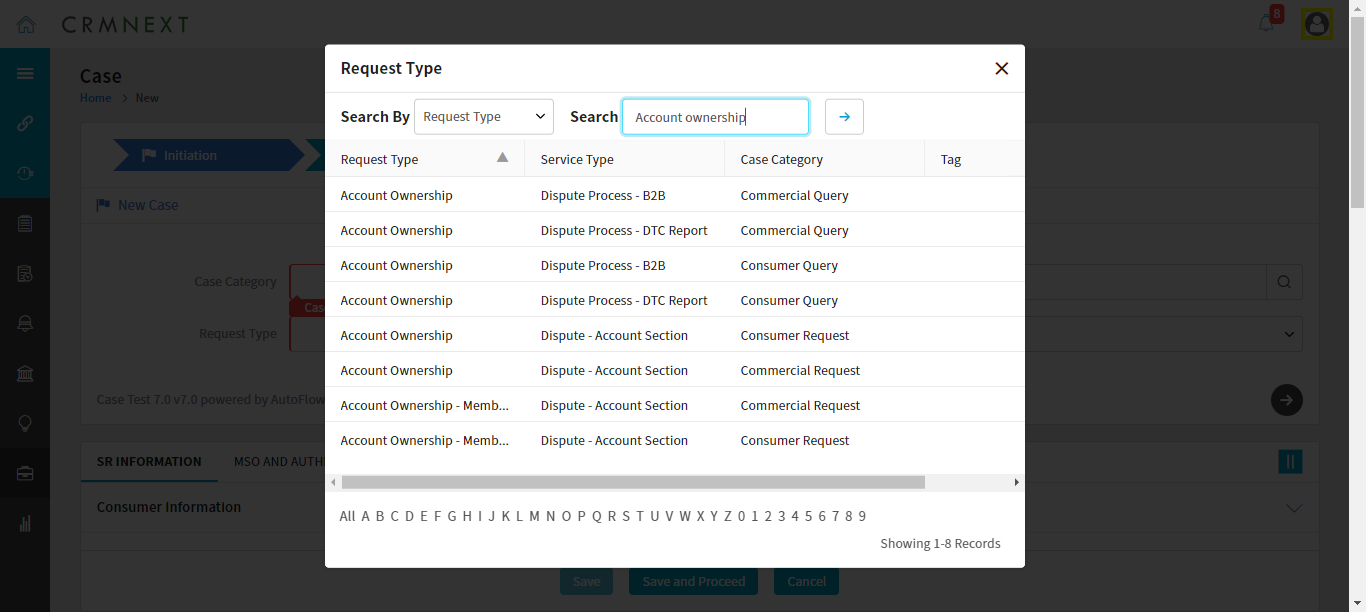 CRMNEXT
8
Case
Home > New
Initiation
New Case
Case Category
Cas
Request Type
Case Test 7.0 v7.0 powered by AutoFlow
SR INFORMATION MSO AND AUTH
Consumer Information
Save Save and Proceed Cancel
Request Type
Search By Request Type Search Account ownership
Request Type Service Type Case Category Tag
Account Ownership Dispute Process - B2B Commercial Query
Account Ownership Dispute Process - DTC Report Commercial Query
Account Ownership Dispute Process - B2B Consumer Query
Account Ownership Dispute Process - DTC Report Consumer Query
Account Ownership Dispute - Account Section Consumer Request
Account Ownership Dispute - Account Section Commercial Request
Account Ownership - Memb... Dispute - Account Section Commercial Request
Account Ownership - Memb... Dispute - Account Section Consumer Request
All A B C D E F G H I J K L M N O P Q R S T U V W X Y Z 0 1 2 3 4 5 6 7 8 9
Showing 1-8 Records